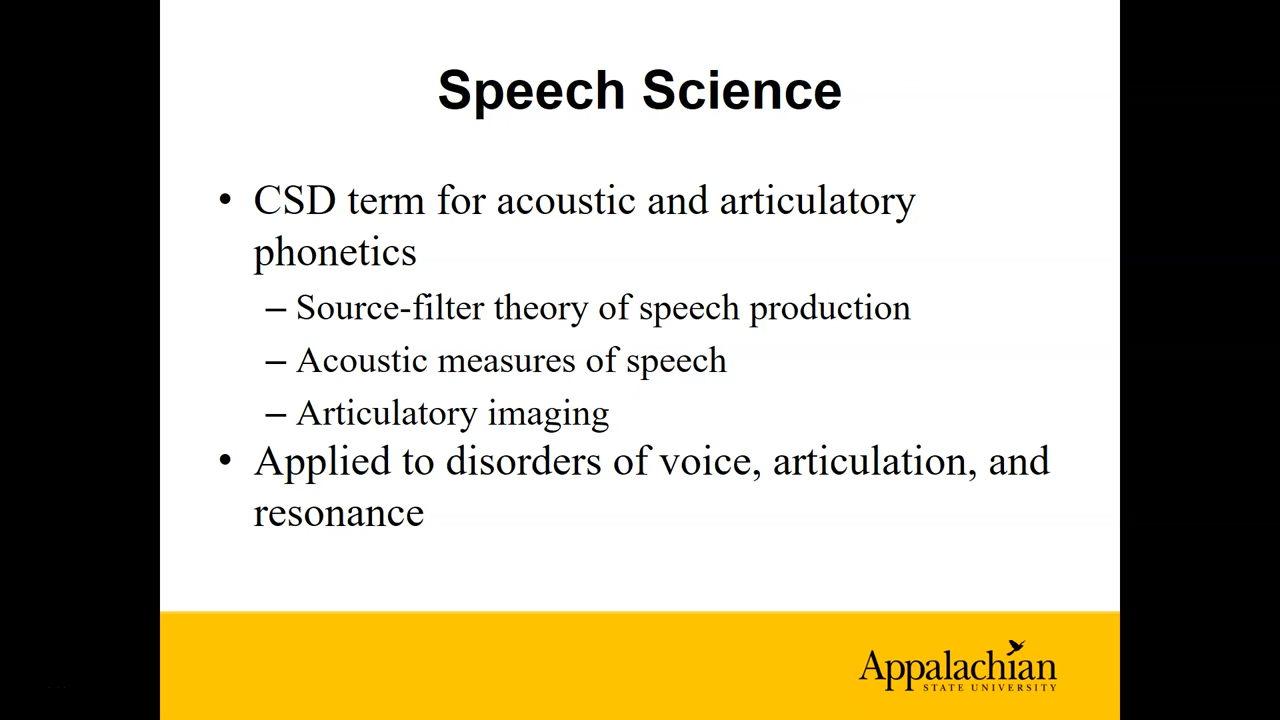 Speech Science
• CSD term for acoustic and articulatory
phonetics
– Source-filter theory of speech production
– Acoustic measures of speech
– Articulatory imaging
• Applied to disorders of voice, articulation, and
resonance
Appalachian
STATE UNIVERSITY